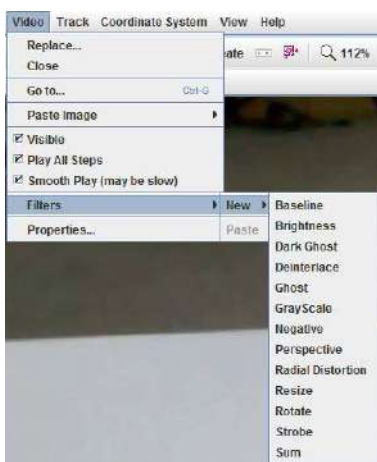 Video Track Coordinate System View Help
Replace...
Close
ate 112%
Go to... Ctrl-G
Paste Image
Visible
Play All Steps
Smooth Play (may be slow)
Filters
New
Paste
Properties...
Baseline
Brightness
Dark Ghost
Deinterlace
Ghost
GrayScale
Negative
Perspective
Radial Distortion
Resize
Rotate
Strobe
Sum